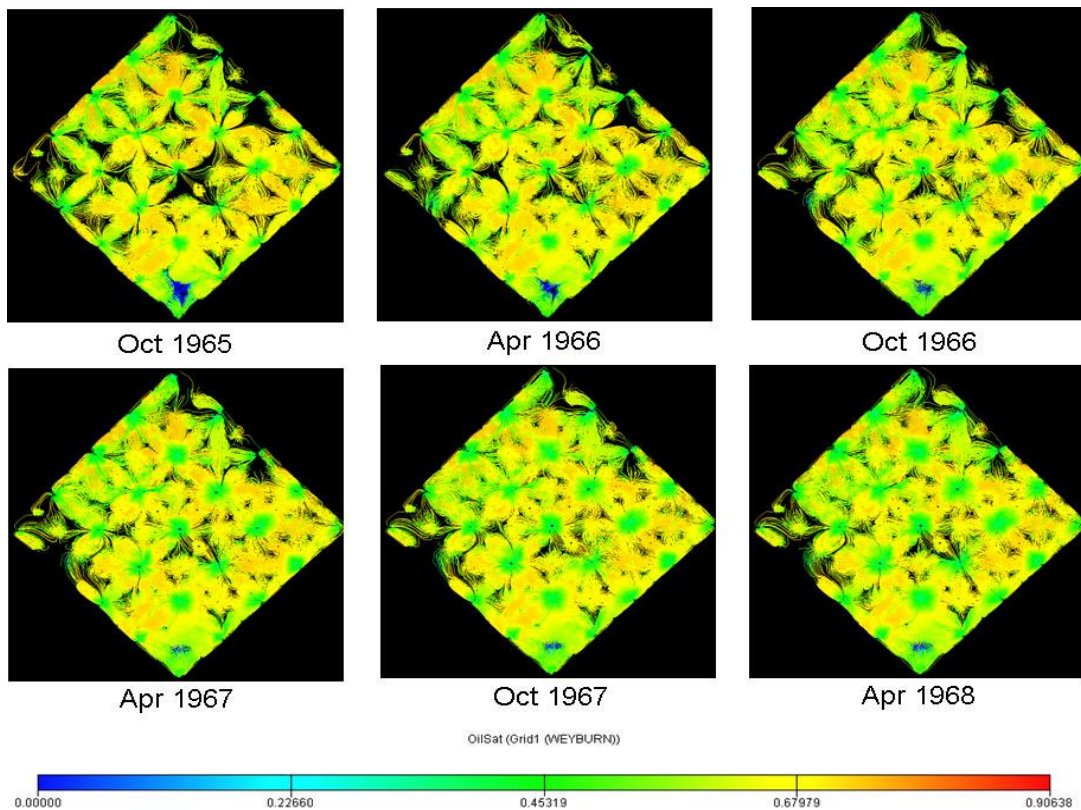 Oct 1965
Apr 1966
Oct 1966
Apr 1967
Oct 1967
Apr 1968
OilSat (Grid1 (WEYBURN))
0.00000
0.22660
0.45319
0.67979
0.90638